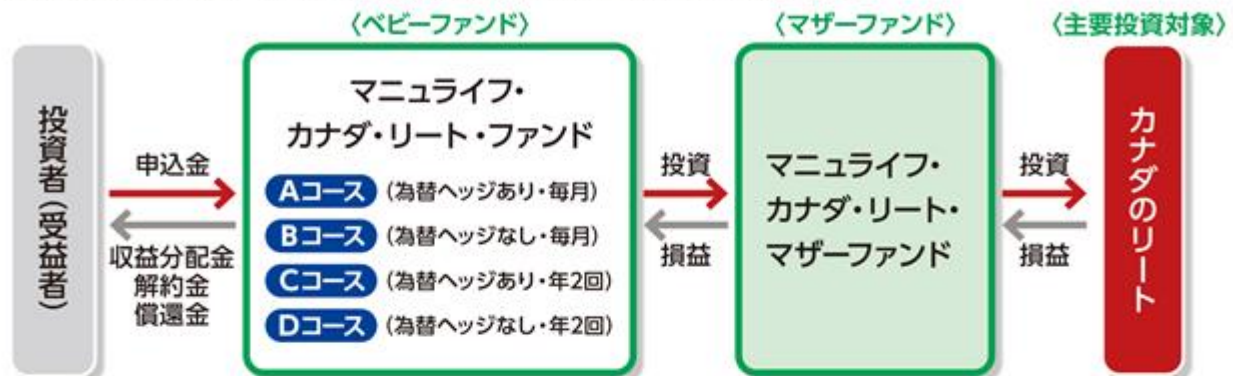 〈ベビーファンド〉
〈マザーファンド〉
〈主要投資対象〉
投資者(受益者)
申込金
収益分配金
解約金
償還金
マニュライフ・
カナダ・リート・ファンド
Aコース (為替ヘッジあり・毎月)
Bコース (為替ヘッジなし・毎月)
Cコース (為替ヘッジあり・年2回)
Dコース (為替ヘッジなし・年2回)
投資
損益
マニュライフ・
カナダ・リート・
マザーファンド
投資
損益
カナダのリート